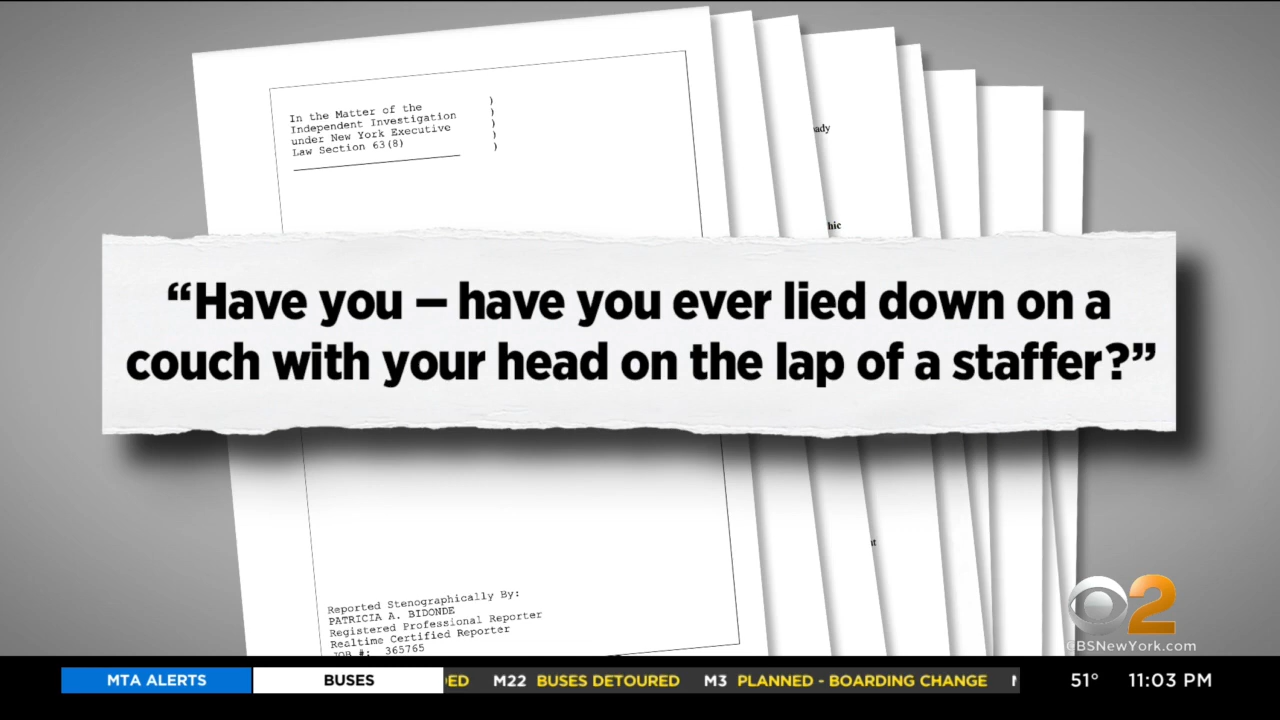 In the Matter of the )
Independent Investigation )
under New York Executive )
Law Section 63(8) )
)
hic
“Have you – have you ever lied down on a
couch with your head on the lap of a staffer?”
Reported Stenographically By:
PATRICIA A. BIDONDE
Registered Professional Reporter
Realtime Certified Reporter
JOB #: 365765
2
CBSNewYork.com
MTA ALERTS BUSES ED M22 BUSES DETOURED M3 PLANNED - BOARDING CHANGE 51° 11:03 PM